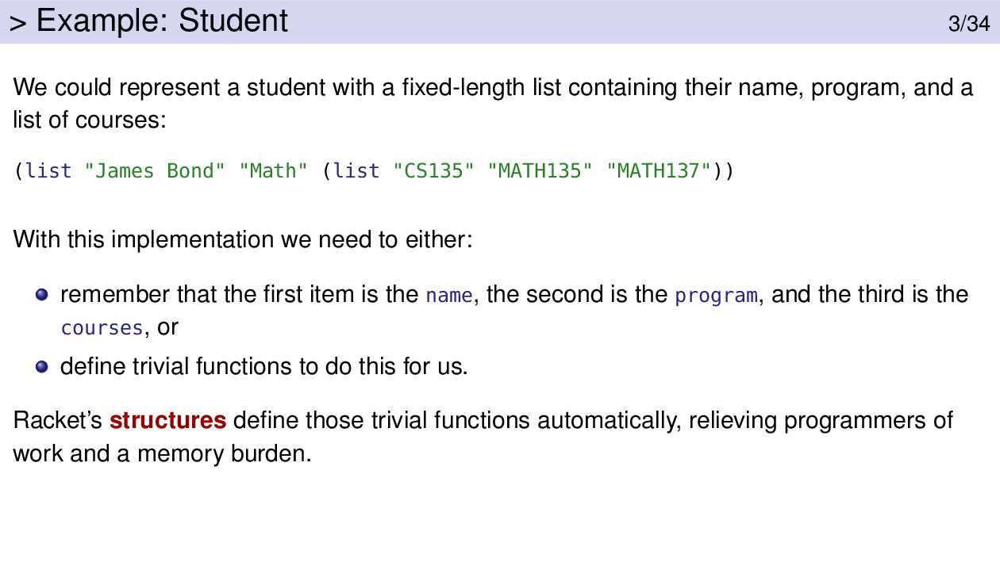 > Example: Student
3/34
We could represent a student with a fixed-length list containing their name, program, and a
list of courses:
(list "James Bond" "Math" (list "CS135" "MATH135" "MATH137"))
With this implementation we need to either:
remember that the first item is the name, the second is the program, and the third is the
courses, or
define trivial functions to do this for us.
Racket’s structures define those trivial functions automatically, relieving programmers of
work and a memory burden.